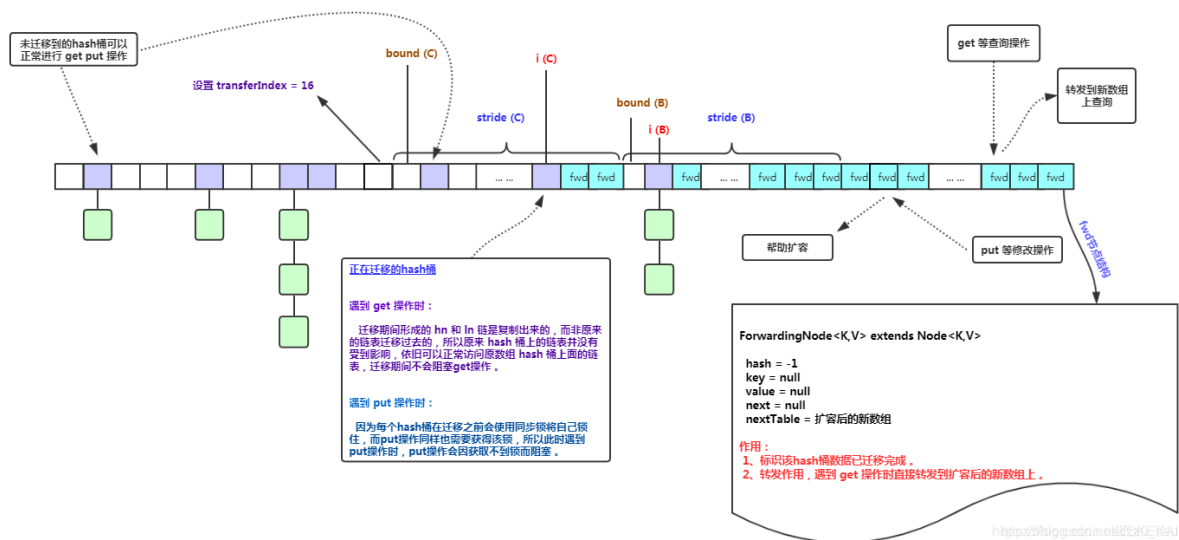 未迁移到的hash桶可以
正常进行 get put 操作
设置 transferIndex = 16
bound (C)
i (C)
stride (C)
bound (B)
i (B)
stride (B)
get 等查询操作
转发到新数组
上查询
... ...
fwd
fwd
fwd
... ...
fwd
fwd
fwd
fwd
fwd
fwd
... ...
fwd
fwd
fwd
帮助扩容
put 等修改操作
fwd节点结构
正在迁移的hash桶
遇到 get 操作时：
迁移期间形成的 hn 和 ln 链是复制出来的，而非原来
的链表迁移过去的，所以原来 hash 桶上的链表并没有
受到影响，依旧可以正常访问原数组 hash 桶上面的链
表，迁移期间不会阻塞get操作 。
遇到 put 操作时：
因为每个hash桶在迁移之前会使用同步锁将自己锁
住，而put操作同样也需要获得该锁，所以此时遇到
put操作时，put操作会因获取不到锁而阻塞 。
ForwardingNode<K,V> extends Node<K,V>
hash = -1
key = null
value = null
next = null
nextTable = 扩容后的新数组
作用：
1、标识该hash桶数据已迁移完成 。
2、转发作用，遇到 get 操作时直接转发到扩容后的新数组上 。